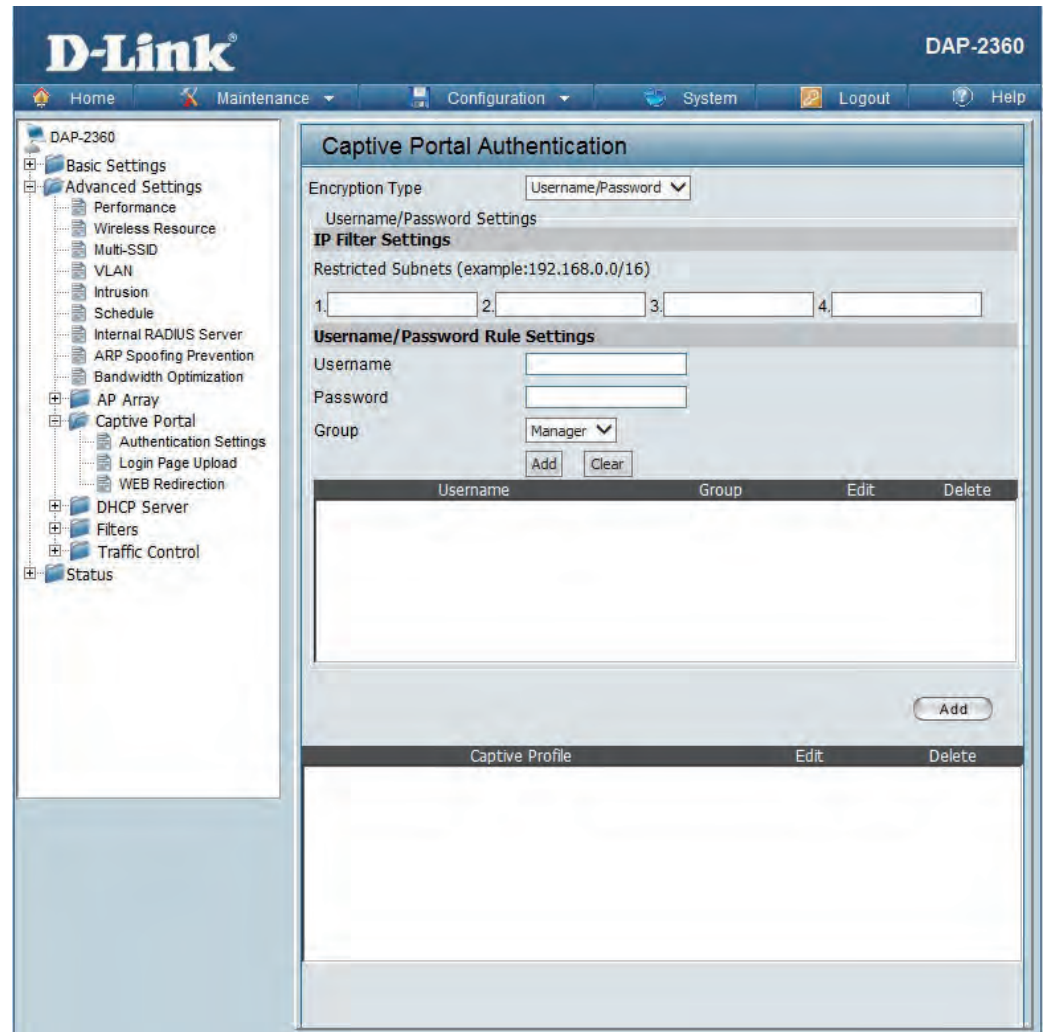 D-Link®
DAP-2360
Home Maintenance Configuration System Logout Help
DAP-2360
Basic Settings
Advanced Settings
Performance
Wireless Resource
Multi-SSID
VLAN
Intrusion
Schedule
Internal RADIUS Server
ARP Spoofing Prevention
Bandwidth Optimization
AP Array
Captive Portal
Authentication Settings
Login Page Upload
WEB Redirection
DHCP Server
Filters
Traffic Control
Status
Captive Portal Authentication
Encryption Type Username/Password
Username/Password Settings
IP Filter Settings
Restricted Subnets (example:192.168.0.0/16)
1. 2. 3. 4.
Username/Password Rule Settings
Username
Password
Group Manager
Add Clear
Username Group Edit Delete
Add
Captive Profile Edit Delete